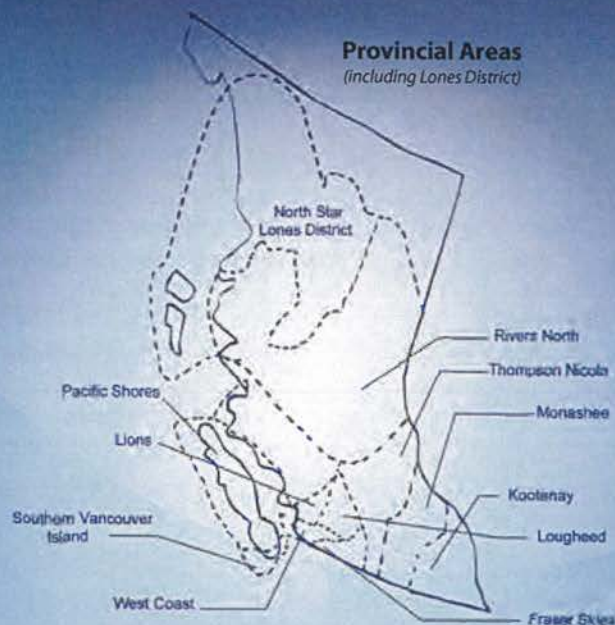 Provincial Areas
(including Lones District)
North Star
Lones District
Rivers North
Thompson Nicola
Pacific Shores
Monashee
Lions
Kootenay
Southern Vancouver
Island
Lougheed
West Coast
Fraser Skies